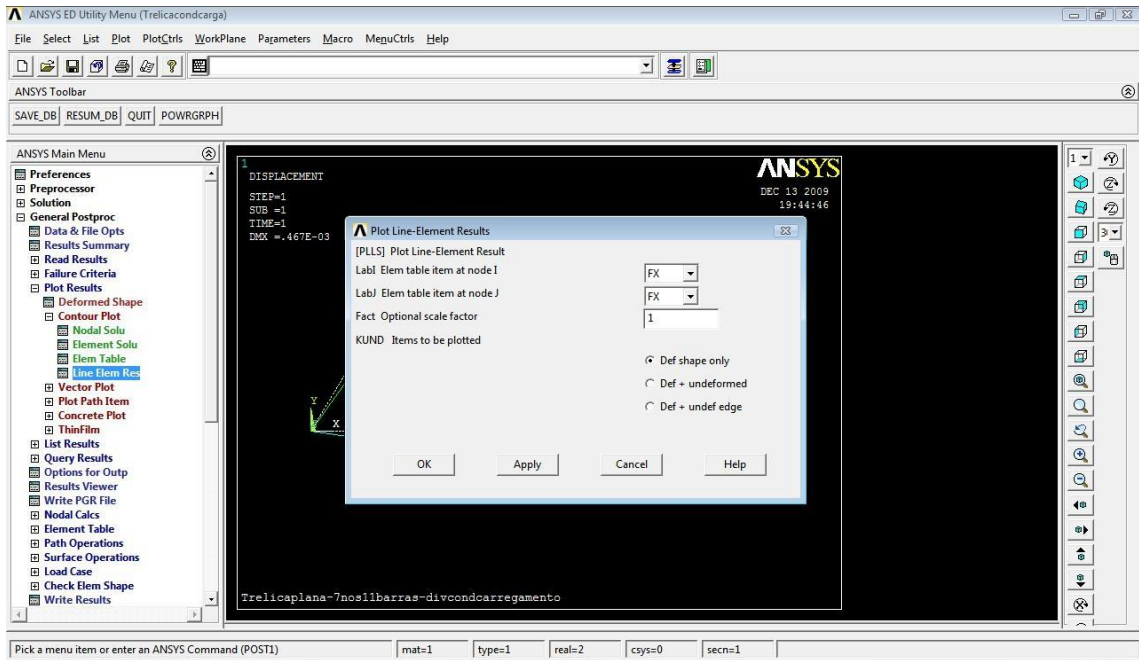 ANSYS ED Utility Menu (Trelicacondcarga)
File Select List Plot PlotCtrls WorkPlane Parameters Macro MenuCtrls Help
ANSYS Toolbar
SAVE_DB RESUM_DB QUIT POWRGRPH
ANSYS Main Menu
Preferences
Preprocessor
Solution
General Postproc
Data & File Opts
Results Summary
Read Results
Failure Criteria
Plot Results
Deformed Shape
Contour Plot
Nodal Solu
Element Solu
Elem Table
Line Elem Res
Vector Plot
Plot Path Item
Concrete Plot
ThinFilm
List Results
Query Results
Options for Outp
Results Viewer
Write PGR File
Nodal Calcs
Element Table
Path Operations
Surface Operations
Load Case
Check Elem Shape
Write Results
1
DISPLACEMENT
STEP=1
SUB =1
TIME=1
DMX =.467E-03
ANSYS
DEC 13 2009
19:44:46
Y
X
Plot Line-Element Results
[PLLS] Plot Line-Element Result
LabI Elem table item at node I FX
LabJ Elem table item at node J FX
Fact Optional scale factor 1
KUND Items to be plotted
Def shape only
Def + undeformed
Def + undef edge
OK Apply Cancel Help
Trelicaplana-7nos11barras-divcondcarregamento
1
3
Pick a menu item or enter an ANSYS Command (POST1) mat=1 type=1 real=2 csys=0 secn=1